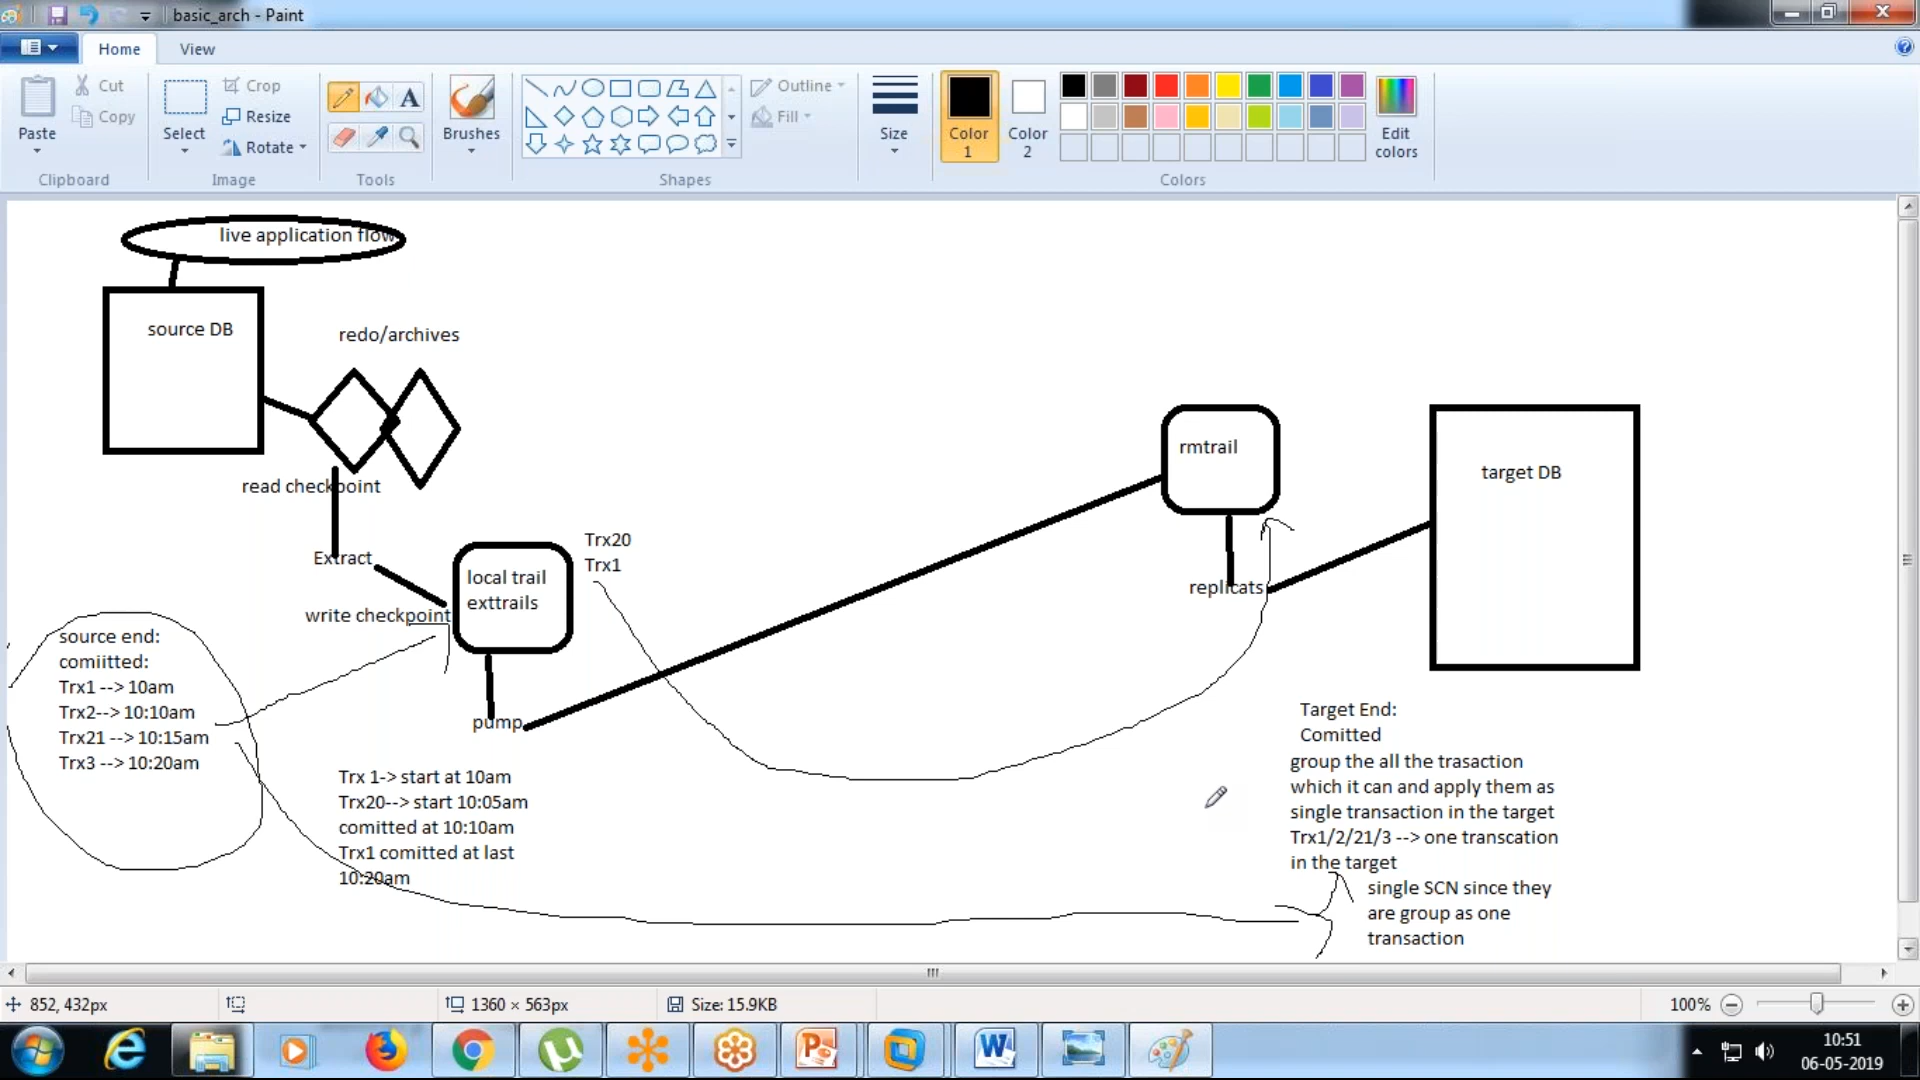 basic_arch - Paint
Home
View
Paste
Cut
Copy
Clipboard
Select
Crop
Resize
Rotate
Image
A
Tools
Brushes
Outline
Fill
Shapes
Size
Color
1
Color
2
Edit
colors
Colors
live application flow
source DB
redo/archives
read checkpoint
Extract
write checkpoint
local trail
exttrails
Trx20
Trx1
pump
rmtrail
replicats
target DB
source end:
comiitted:
Trx1 --> 10am
Trx2--> 10:10am
Trx21 --> 10:15am
Trx3 --> 10:20am
Trx 1-> start at 10am
Trx20--> start 10:05am
comitted at 10:10am
Trx1 comitted at last
10:20am
Target End:
Comitted
group the all the trasaction
which it can and apply them as
single transaction in the target
Trx1/2/21/3 --> one transcation
in the target
single SCN since they
are group as one
transaction
852, 432px
1360 × 563px
Size: 15.9KB
100%
10:51
06-05-2019